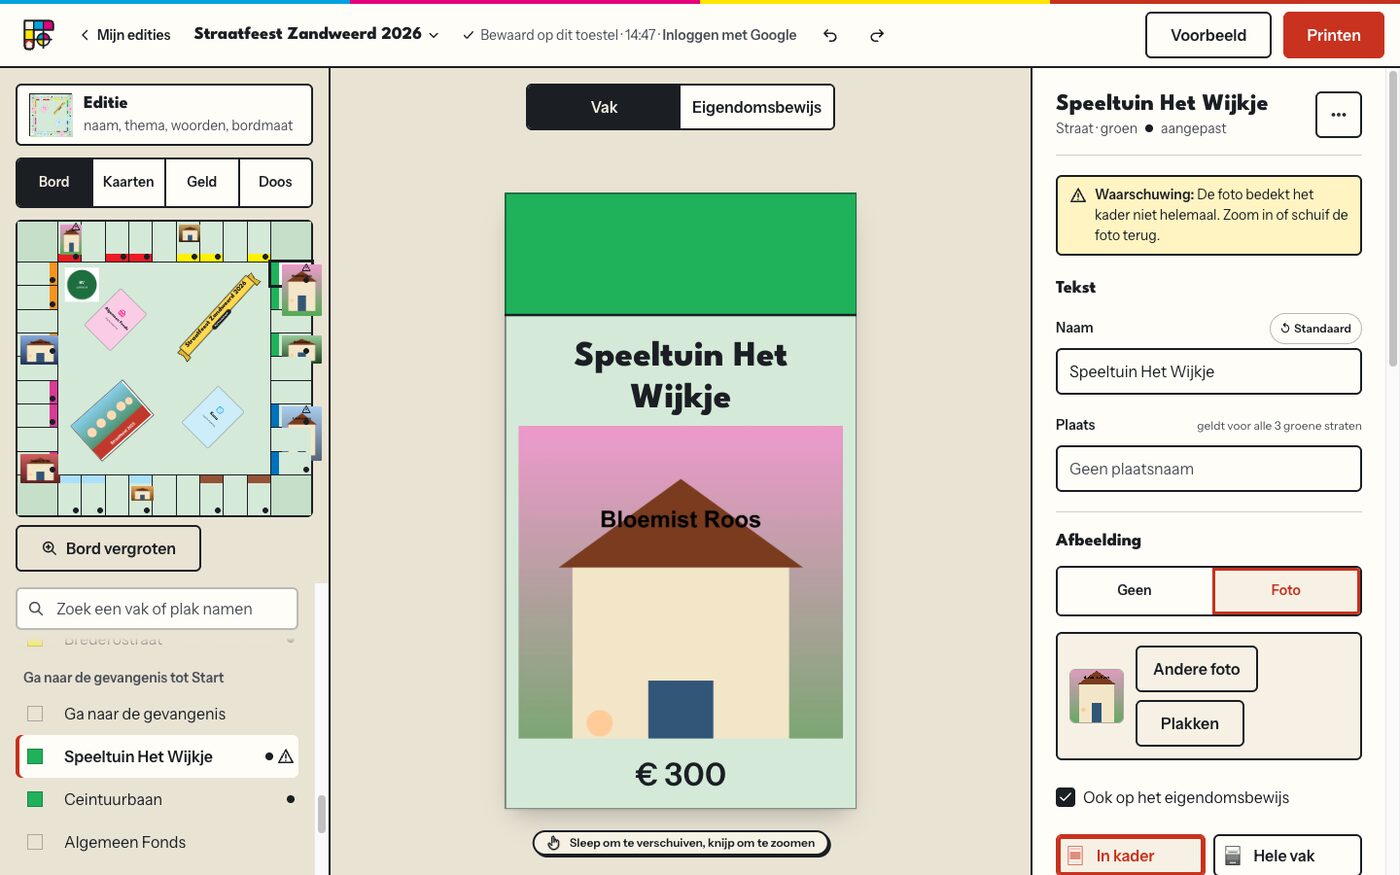 Mijn edities
Straatfeest Zandweerd 2026
Bewaard op dit toestel · 14:47 · Inloggen met Google
Voorbeeld
Printen
Editie
naam, thema, woorden, bordmaat
Bord
Kaarten
Geld
Doos
Algemeen Fonds
Straatfeest Zandweerd 2026
Bord vergroten
Zoek een vak of plak namen
Brederostraat
Ga naar de gevangenis tot Start
Ga naar de gevangenis
Speeltuin Het Wijkje
Ceintuurbaan
Algemeen Fonds
Vak
Eigendomsbewijs
Speeltuin Het
Wijkje
Bloemist Roos
€ 300
Sleep om te verschuiven, knijp om te zoomen
Speeltuin Het Wijkje
Straat · groen ● aangepast
Waarschuwing: De foto bedekt het
kader niet helemaal. Zoom in of schuif de
foto terug.
Tekst
Naam
Standaard
Speeltuin Het Wijkje
Plaats
geldt voor alle 3 groene straten
Geen plaatsnaam
Afbeelding
Geen
Foto
Andere foto
Plakken
Ook op het eigendomsbewijs
In kader
Hele vak